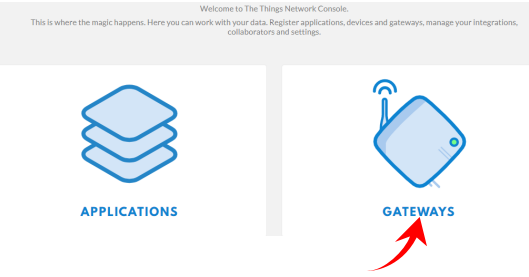 Welcome to The Things Network Console.
This is where the magic happens. Here you can work with your data. Register applications, devices and gateways, manage your integrations,
collaborators and settings.
APPLICATIONS
GATEWAYS